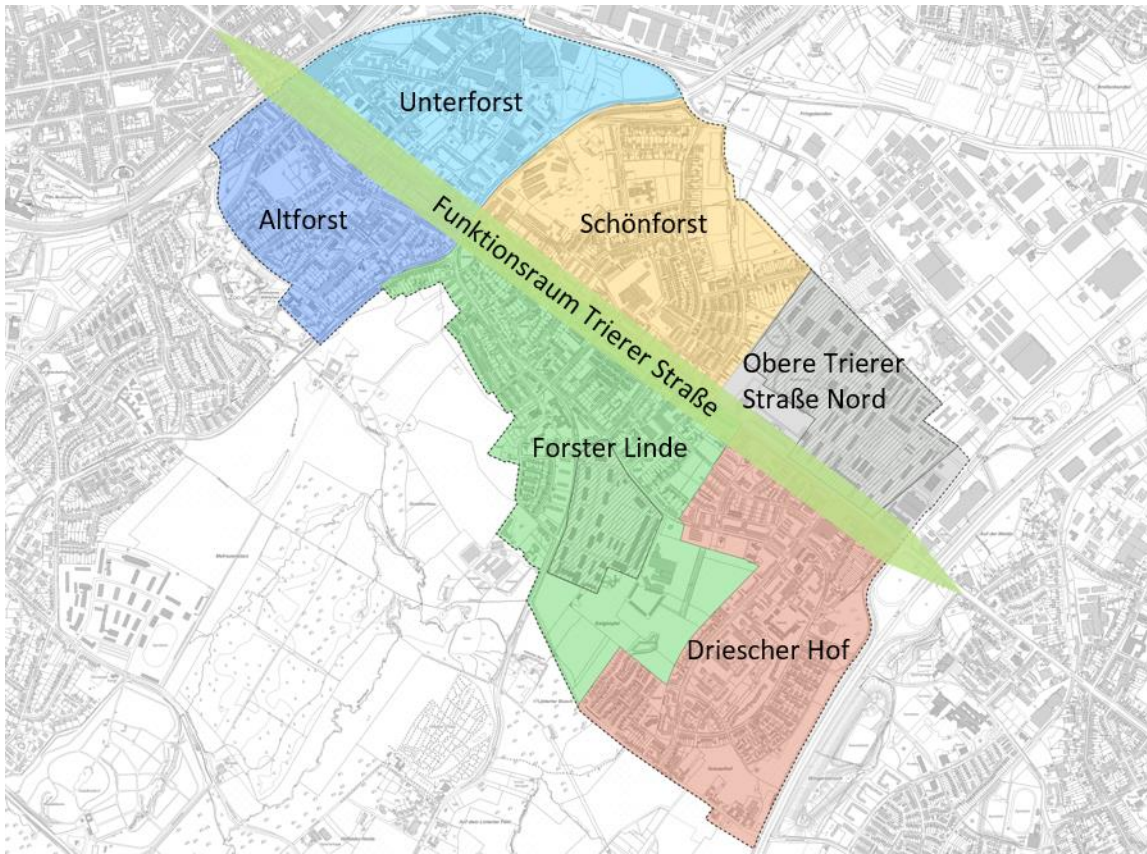 Unterforst
Altforst
Schönforst
Funktionsraum Trierer Straße
Obere Trierer
Straße Nord
Forster Linde
Driescher Hof